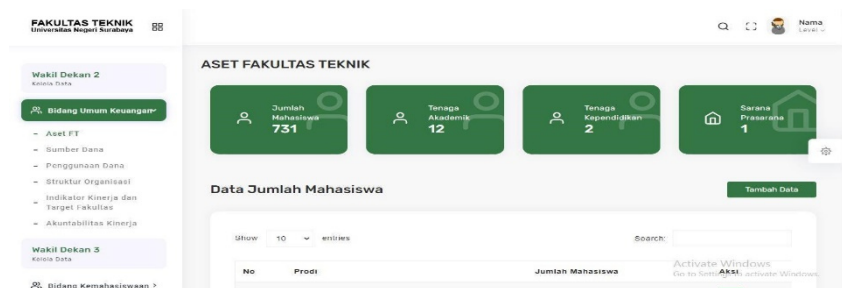 FAKULTAS TEKNIK
Universitas Negeri Surabaya
Nama
Level
Wakil Dekan 2
Kelola Data
Bidang Umum Keuangan
- Aset FT
- Sumber Dana
- Penggunaan Dana
- Struktur Organisasi
- Indikator Kinerja dan
Target Fakultas
- Akuntabilitas Kinerja
Wakil Dekan 3
Kelola Data
Bidang Kemahasiswaan >
ASET FAKULTAS TEKNIK
Jumlah
Mahasiswa
731
Tenaga
Akademik
12
Tenaga
Kependidikan
2
Sarana
Prasarana
1
Data Jumlah Mahasiswa
Tambah Data
Show 10 entries
Search:
No Prodi Jumlah Mahasiswa Aksi
Activate Windows
Go to Settings to activate Windows.